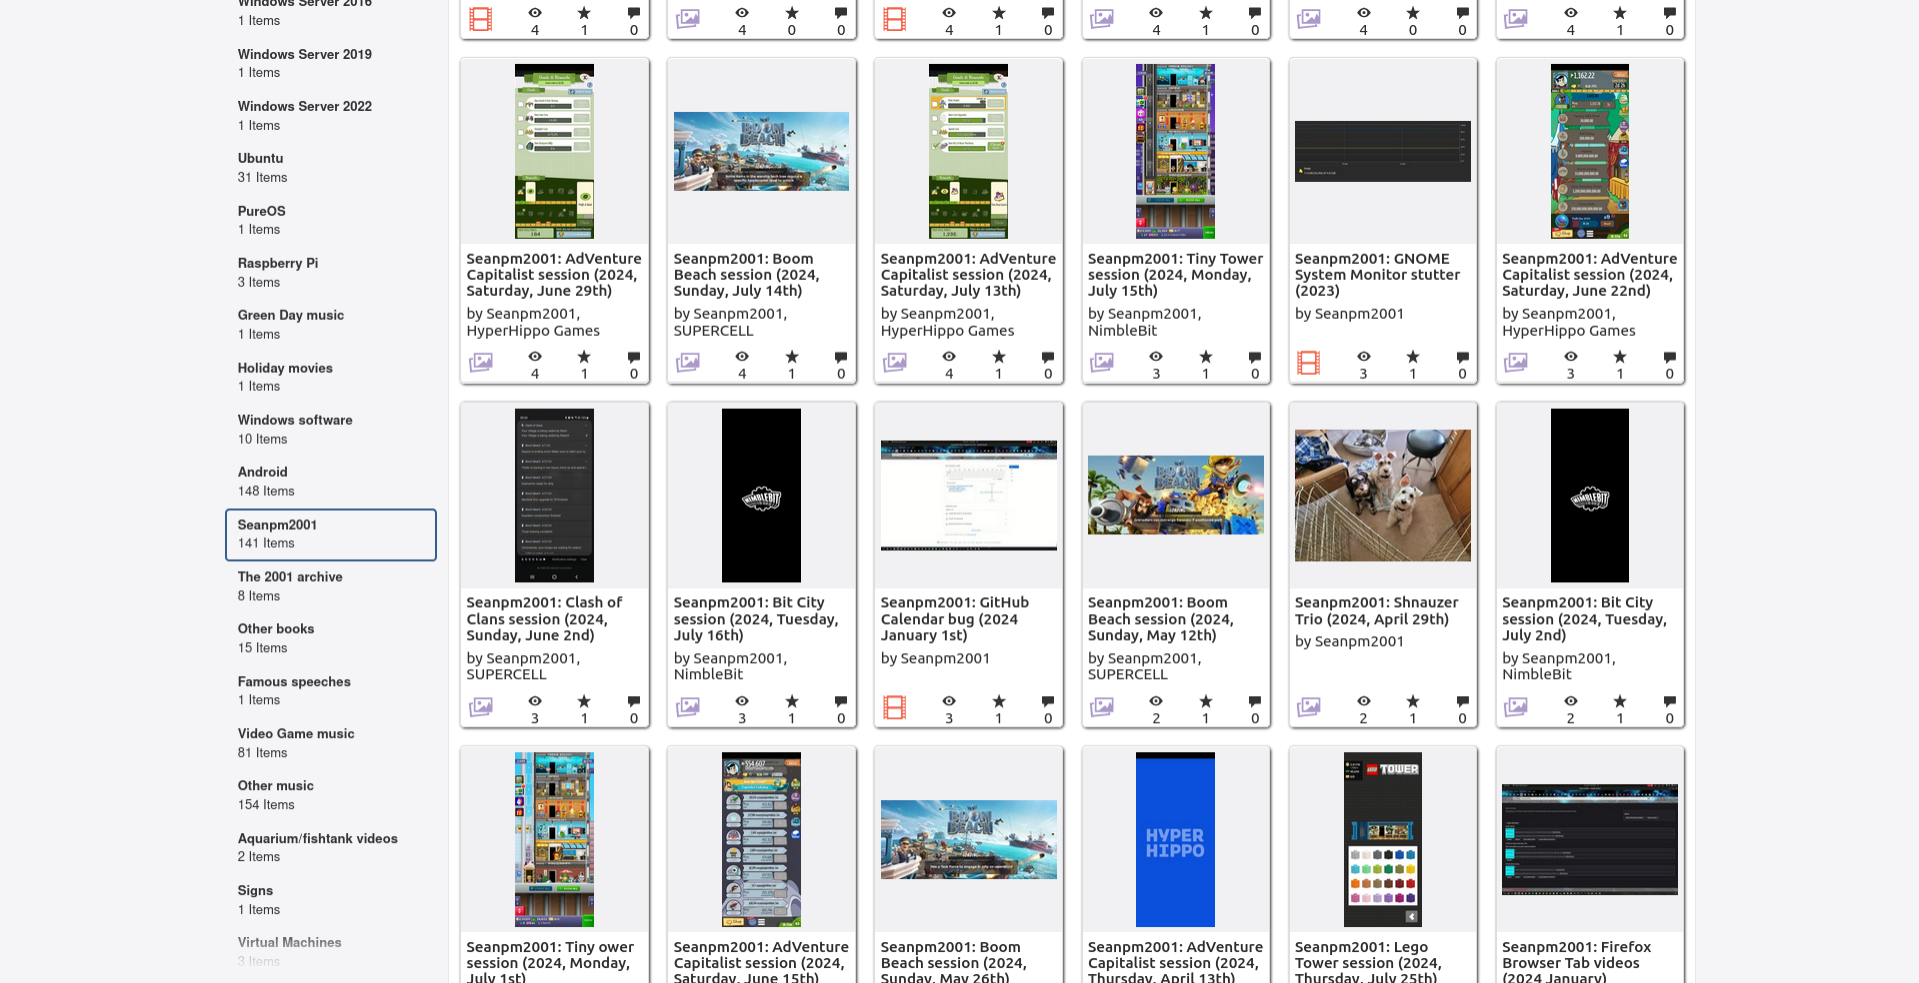 Windows Server 2016
1 Items
Windows Server 2019
1 Items
Windows Server 2022
1 Items
Ubuntu
31 Items
PureOS
1 Items
Raspberry Pi
3 Items
Green Day music
1 Items
Holiday movies
1 Items
Windows software
10 Items
Android
148 Items
Seanpm2001
141 Items
The 2001 archive
8 Items
Other books
15 Items
Famous speeches
1 Items
Video Game music
81 Items
Other music
154 Items
Aquarium/fishtank videos
2 Items
Signs
1 Items
Virtual Machines
3 Items
4 1 0
4 0 0
4 1 0
4 1 0
4 0 0
4 1 0
Seanpm2001: AdVenture
Capitalist session (2024,
Saturday, June 29th)
by Seanpm2001,
HyperHippo Games
4 1 0
BOOM
BEACH
Seanpm2001: Boom
Beach session (2024,
Sunday, July 14th)
by Seanpm2001,
SUPERCELL
4 1 0
Seanpm2001: AdVenture
Capitalist session (2024,
Saturday, July 13th)
by Seanpm2001,
HyperHippo Games
4 1 0
Seanpm2001: Tiny Tower
session (2024, Monday,
July 15th)
by Seanpm2001,
NimbleBit
3 1 0
Seanpm2001: GNOME
System Monitor stutter
(2023)
by Seanpm2001
3 1 0
Seanpm2001: AdVenture
Capitalist session (2024,
Saturday, June 22nd)
by Seanpm2001,
HyperHippo Games
3 1 0
Seanpm2001: Clash of
Clans session (2024,
Sunday, June 2nd)
by Seanpm2001,
SUPERCELL
3 1 0
NIMBLEBIT
Seanpm2001: Bit City
session (2024, Tuesday,
July 16th)
by Seanpm2001,
NimbleBit
3 1 0
Seanpm2001: GitHub
Calendar bug (2024
January 1st)
by Seanpm2001
3 1 0
BOOM
BEACH
Seanpm2001: Boom
Beach session (2024,
Sunday, May 12th)
by Seanpm2001,
SUPERCELL
2 1 0
Seanpm2001: Shnauzer
Trio (2024, April 29th)
by Seanpm2001
2 1 0
NIMBLEBIT
Seanpm2001: Bit City
session (2024, Tuesday,
July 2nd)
by Seanpm2001,
NimbleBit
2 1 0
Seanpm2001: Tiny ower
session (2024, Monday,
July 1st)
Seanpm2001: AdVenture
Capitalist session (2024,
Saturday, June 15th)
BOOM
BEACH
Seanpm2001: Boom
Beach session (2024,
Sunday, May 26th)
HYPER
HIPPO
Seanpm2001: AdVenture
Capitalist session (2024,
Thursday, April 13th)
LEGO TOWER
Seanpm2001: Lego
Tower session (2024,
Thursday, July 25th)
Seanpm2001: Firefox
Browser Tab videos
(2024 January)